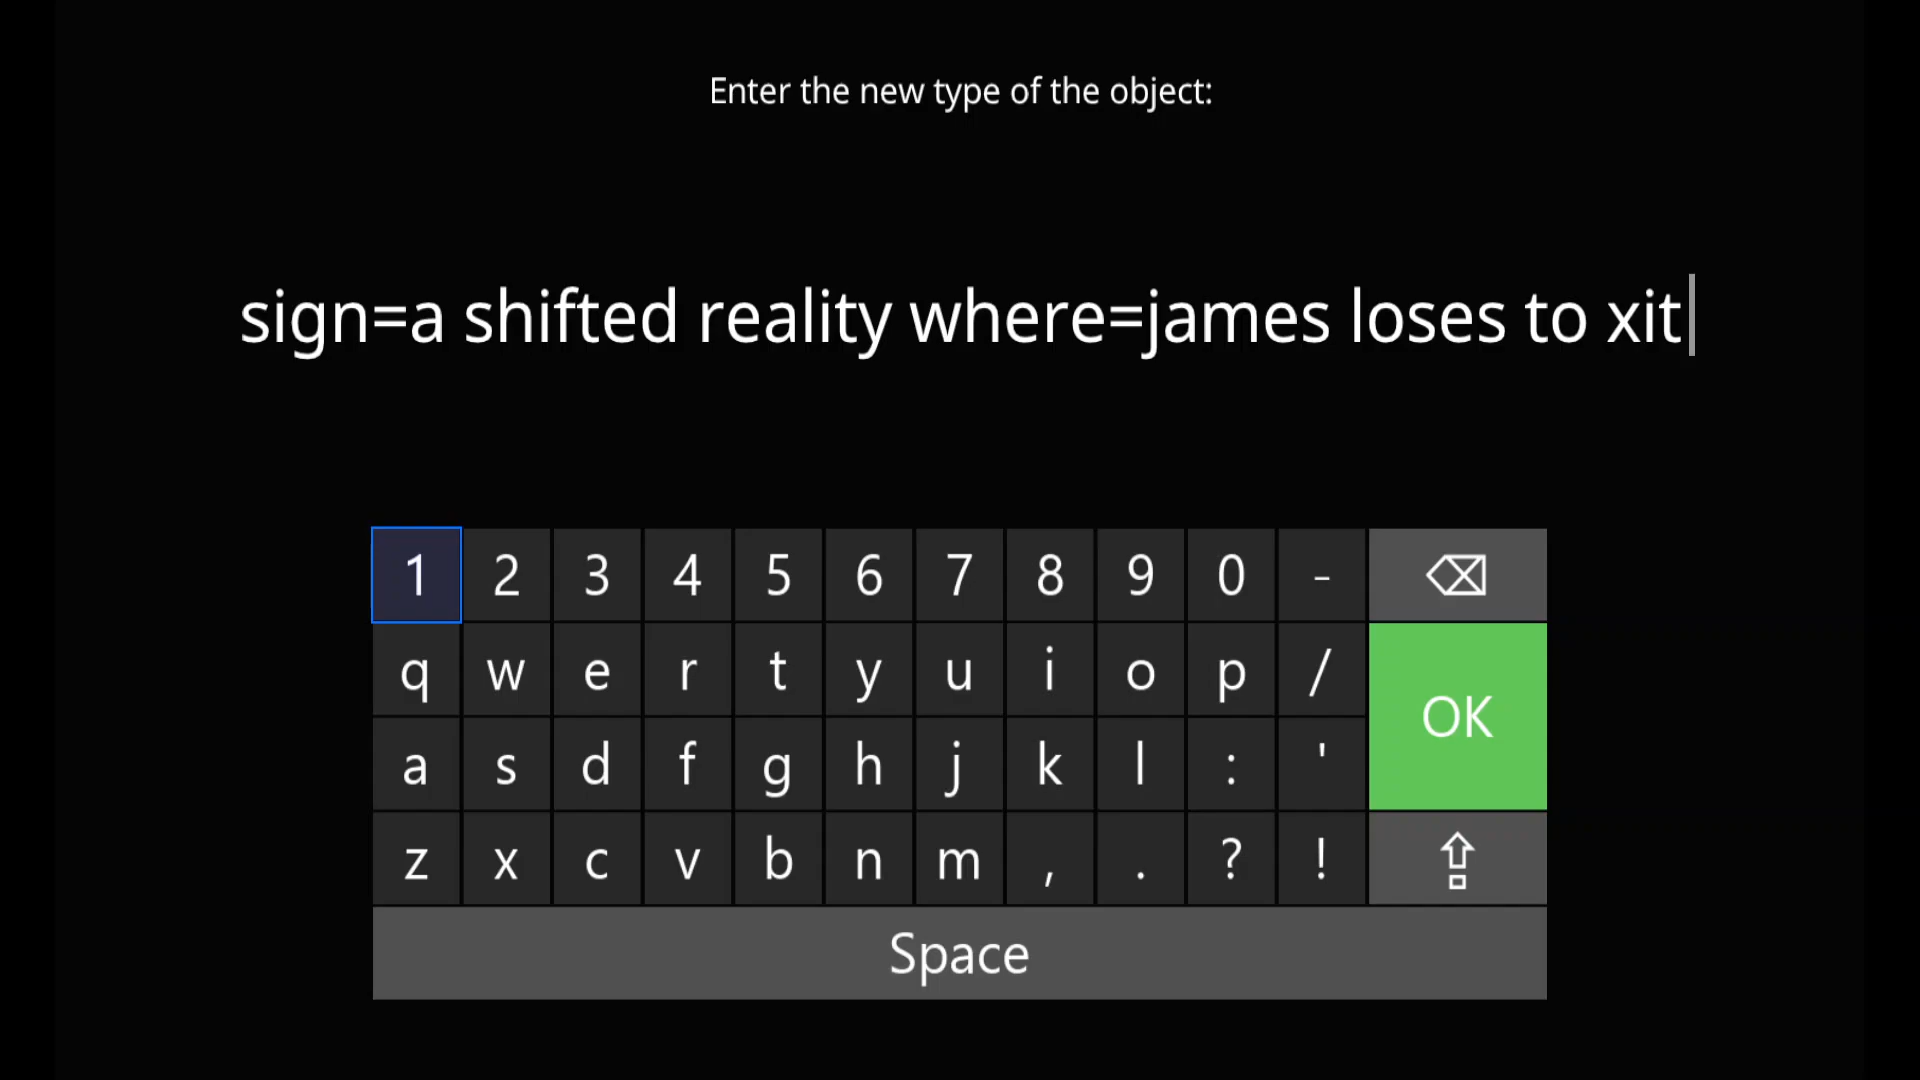 Enter the new type of the object:
sign=a shifted reality where=james loses to xit
1 2 3 4 5 6 7 8 9 0 - ⌫
q w e r t y u i o p /
OK
a s d f g h j k l : '
z x c v b n m , . ? !
Space